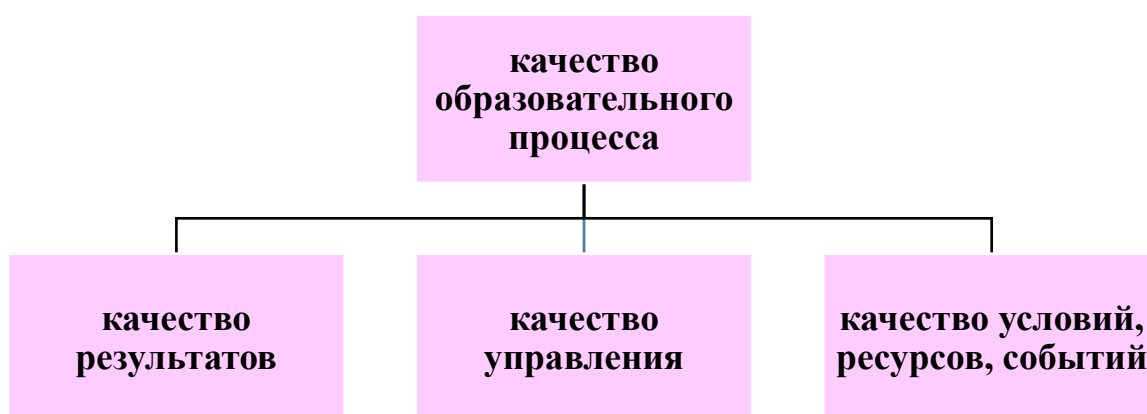 качество
образовательного
процесса
качество
результатов
качество
управления
качество условий,
ресурсов, событий